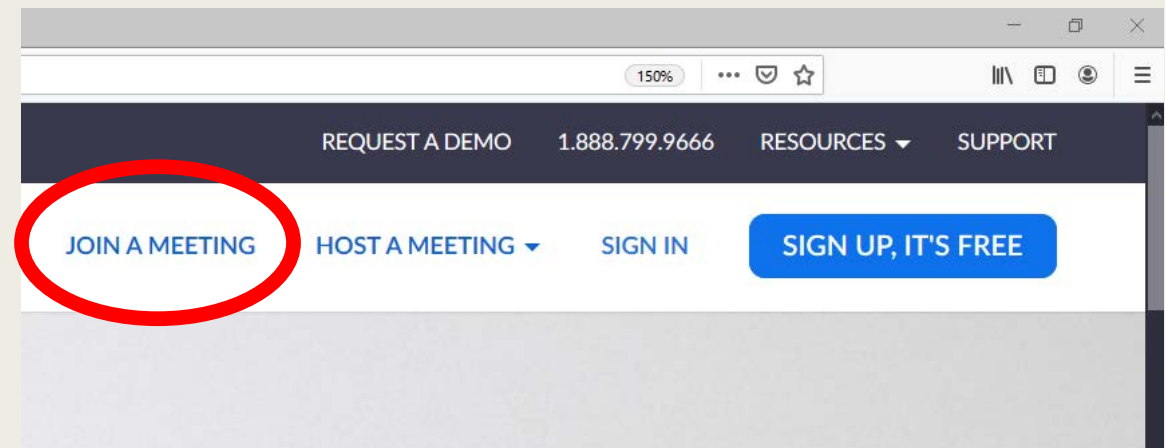 150%
REQUEST A DEMO 1.888.799.9666 RESOURCES SUPPORT
JOIN A MEETING HOST A MEETING SIGN IN SIGN UP, IT'S FREE